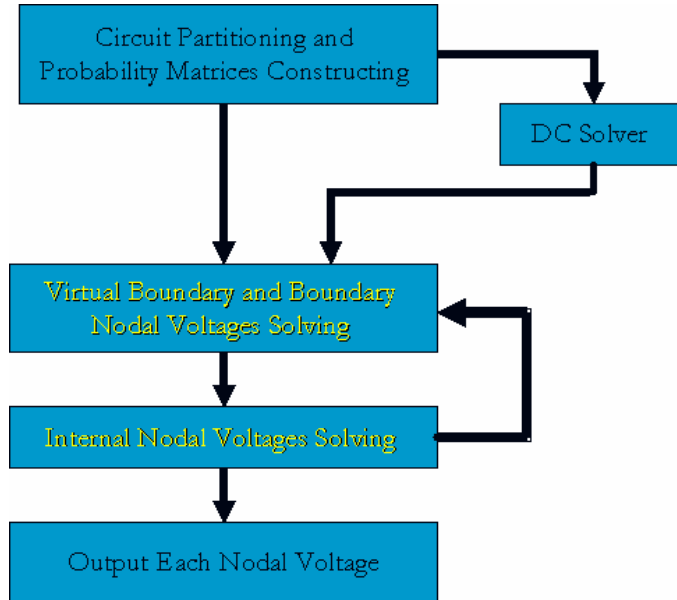 Circuit Partitioning and
Probability Matrices Constructing
DC Solver
Virtual Boundary and Boundary
Nodal Voltages Solving
Internal Nodal Voltages Solving
Output Each Nodal Voltage